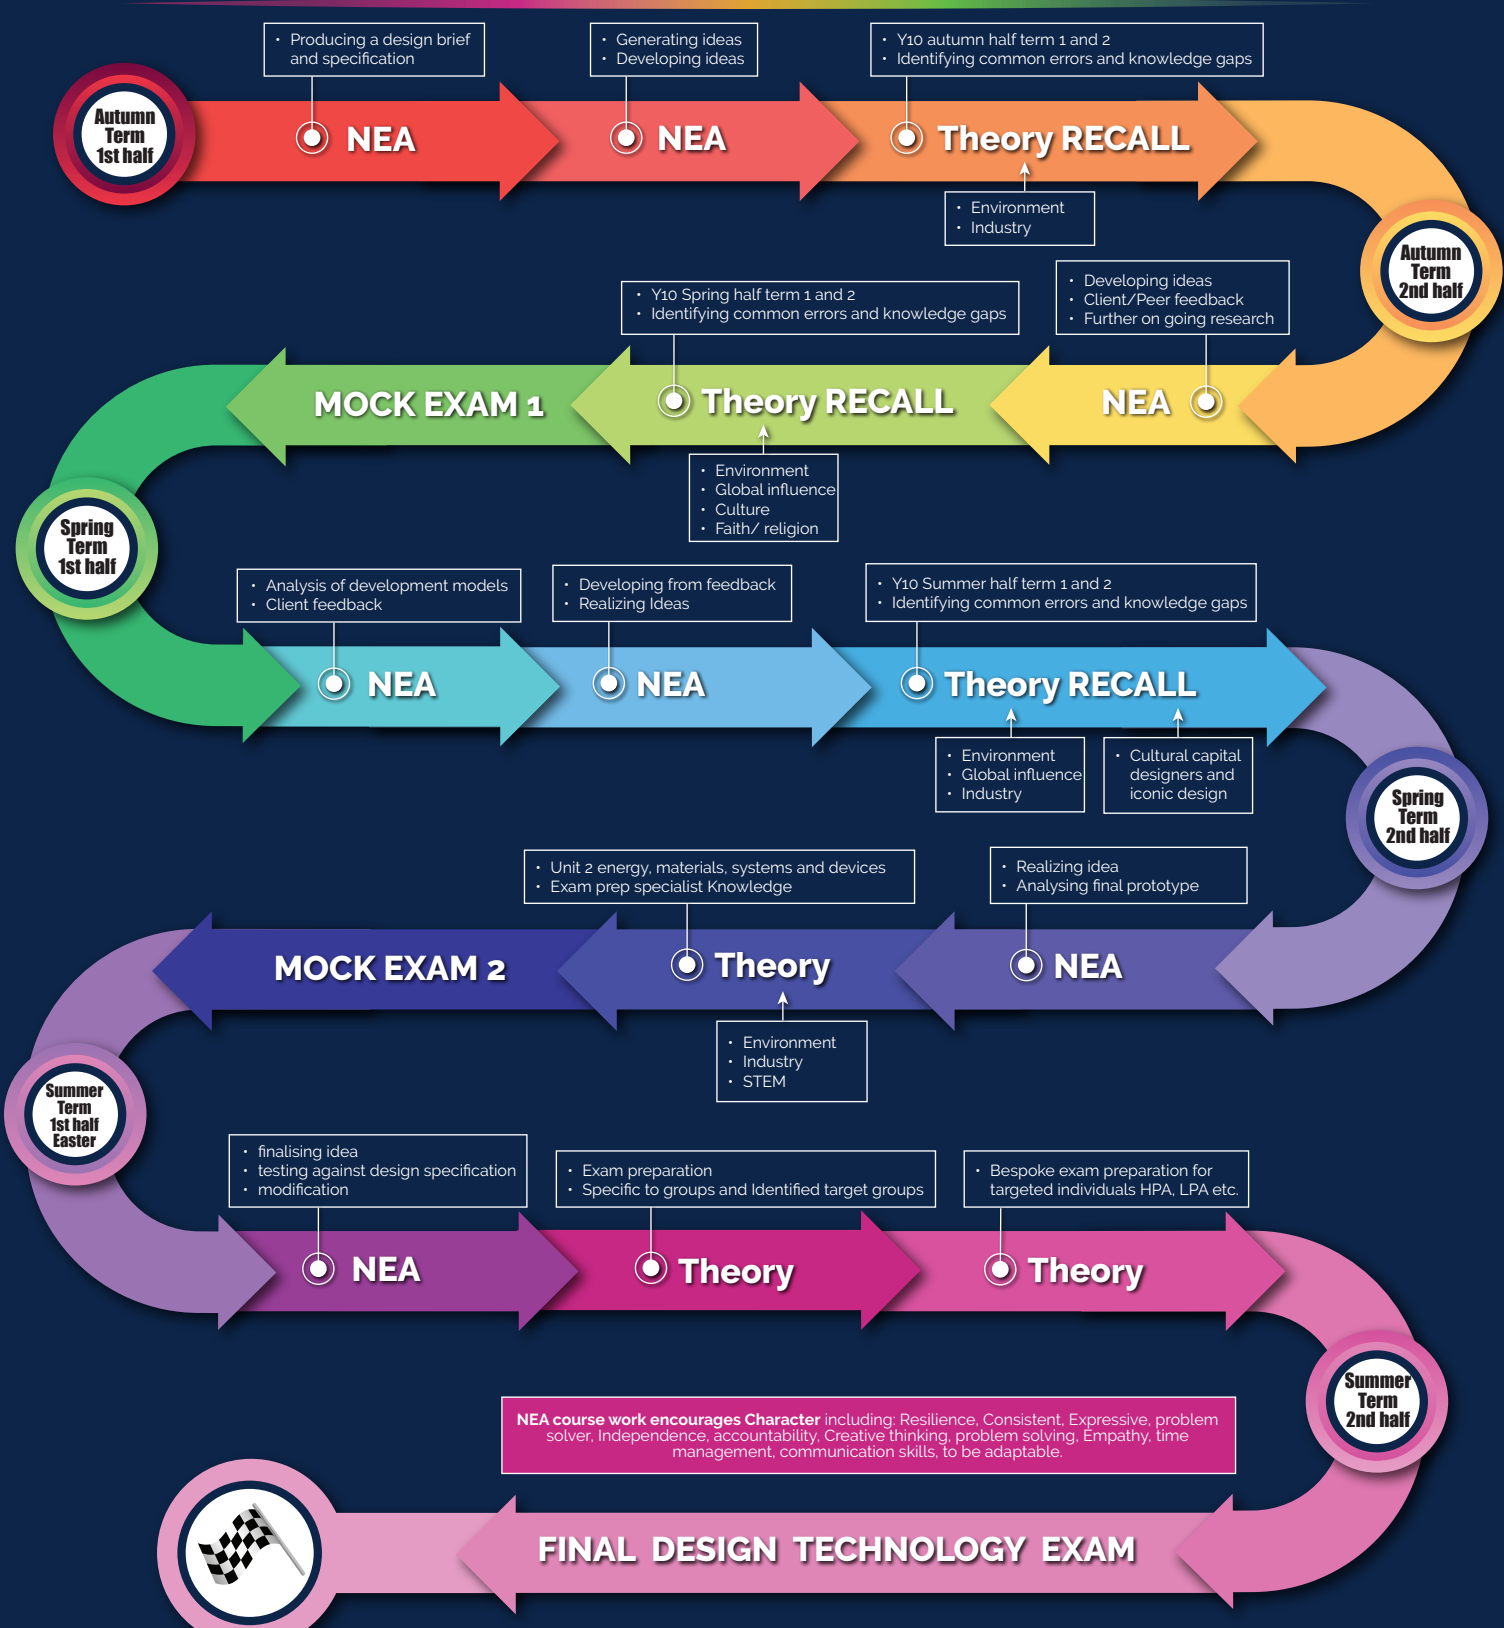 • Producing a design brief
and specification
• Generating ideas
• Developing ideas
• Y10 autumn half term 1 and 2
• Identifying common errors and knowledge gaps
Autumn
Term
1st half
NEA
NEA
Theory RECALL
• Environment
• Industry
Autumn
Term
2nd half
• Developing ideas
• Client/Peer feedback
• Further on going research
• Y10 Spring half term 1 and 2
• Identifying common errors and knowledge gaps
NEA
Theory RECALL
MOCK EXAM 1
• Environment
• Global influence
• Culture
• Faith/ religion
Spring
Term
1st half
• Analysis of development models
• Client feedback
• Developing from feedback
• Realizing Ideas
• Y10 Summer half term 1 and 2
• Identifying common errors and knowledge gaps
NEA
NEA
Theory RECALL
• Environment
• Global influence
• Industry
• Cultural capital
designers and
iconic design
Spring
Term
2nd half
• Realizing idea
• Analysing final prototype
• Unit 2 energy, materials, systems and devices
• Exam prep specialist Knowledge
NEA
Theory
MOCK EXAM 2
• Environment
• Industry
• STEM
Summer
Term
1st half
Easter
• finalising idea
• testing against design specification
• modification
• Exam preparation
• Specific to groups and Identified target groups
• Bespoke exam preparation for
targeted individuals HPA, LPA etc.
NEA
Theory
Theory
Summer
Term
2nd half
NEA course work encourages Character including: Resilience, Consistent, Expressive, problem
solver, Independence, accountability, Creative thinking, problem solving, Empathy, time
management, communication skills, to be adaptable.
FINAL DESIGN TECHNOLOGY EXAM